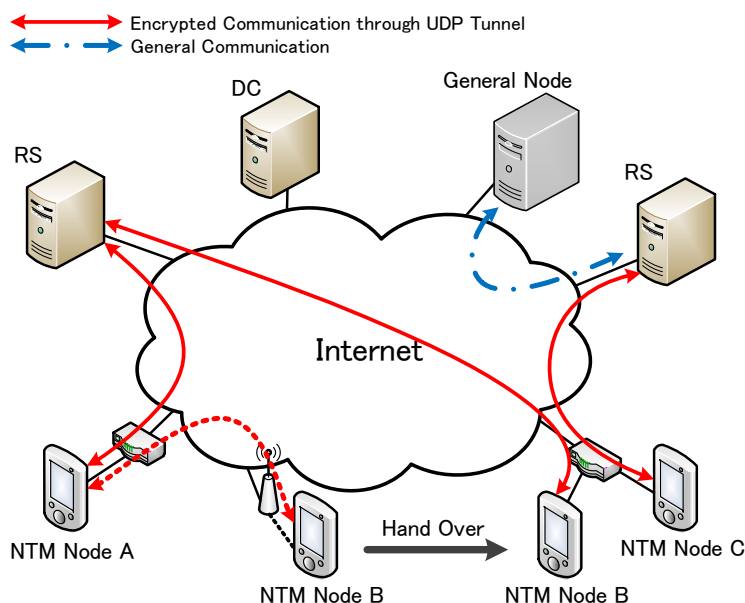 Encrypted Communication through UDP Tunnel
General Communication
DC
General Node
RS
RS
Internet
Hand Over
NTM Node A
NTM Node B
NTM Node B
NTM Node C